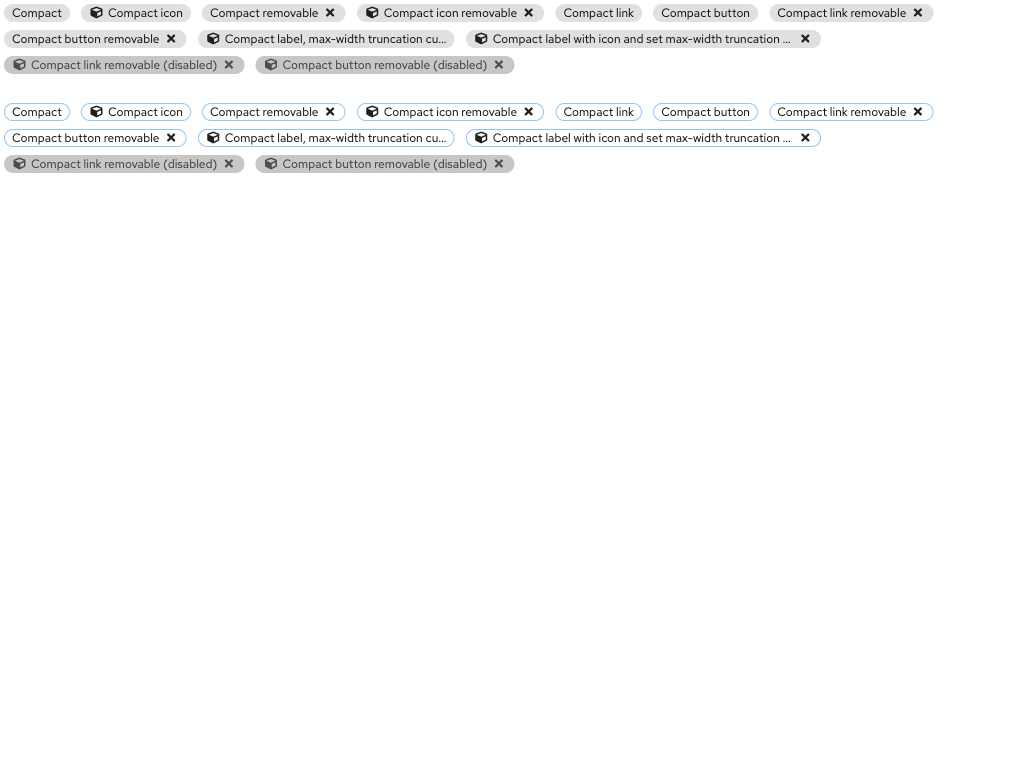 Compact Compact icon Compact removable Compact icon removable Compact link Compact button Compact link removable
Compact button removable Compact label, max-width truncation cu... Compact label with icon and set max-width truncation ...
Compact link removable (disabled) Compact button removable (disabled)
Compact Compact icon Compact removable Compact icon removable Compact link Compact button Compact link removable
Compact button removable Compact label, max-width truncation cu... Compact label with icon and set max-width truncation ...
Compact link removable (disabled) Compact button removable (disabled)